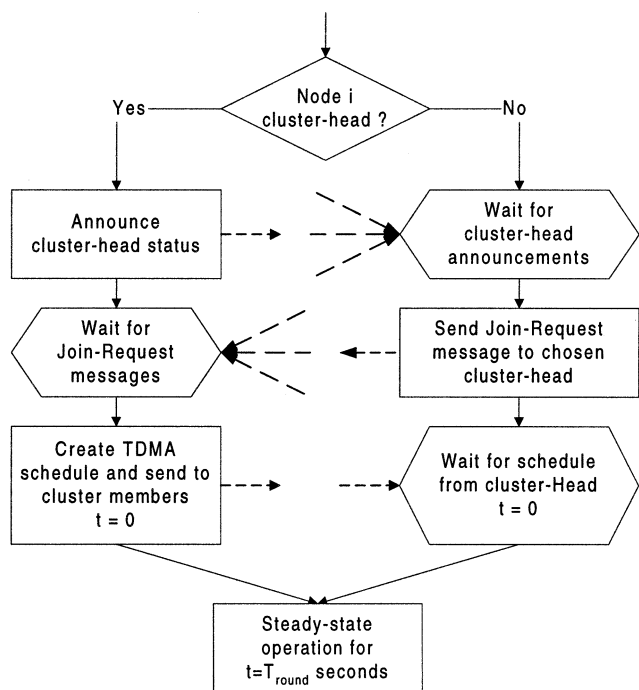 Node i
cluster-head ?
Yes
No
Announce
cluster-head status
Wait for
cluster-head
announcements
Wait for
Join-Request
messages
Send Join-Request
message to chosen
cluster-head
Create TDMA
schedule and send to
cluster members
t = 0
Wait for schedule
from cluster-Head
t = 0
Steady-state
operation for
t=Tround seconds